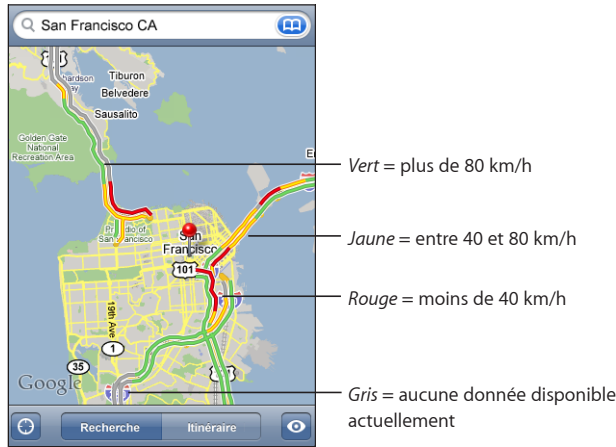 San Francisco CA
Tiburon
Belvedere
Sausalito
Golden Gate
National
Recreation Area
Vert = plus de 80 km/h
San Francisco
San
Francisco
Jaune = entre 40 et 80 km/h
101
Rouge = moins de 40 km/h
19th Ave
1
35
Google
Gris = aucune donnée disponible
actuellement
Recherche
Itinéraire